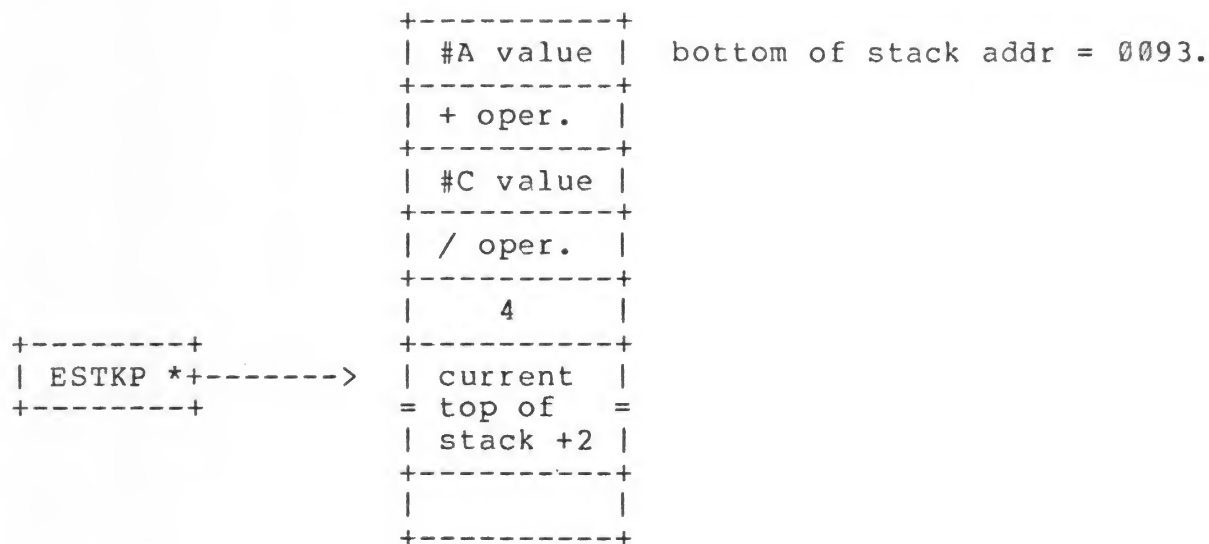 +----------+
| #A value | bottom of stack addr = 0093.
+----------+
| + oper. |
+----------+
| #C value |
+----------+
| / oper. |
+----------+
| 4 |
+--------+ +----------+
| ESTKP *+-------> | current |
+--------+ = top of =
| stack +2 |
+----------+
| |
+----------+